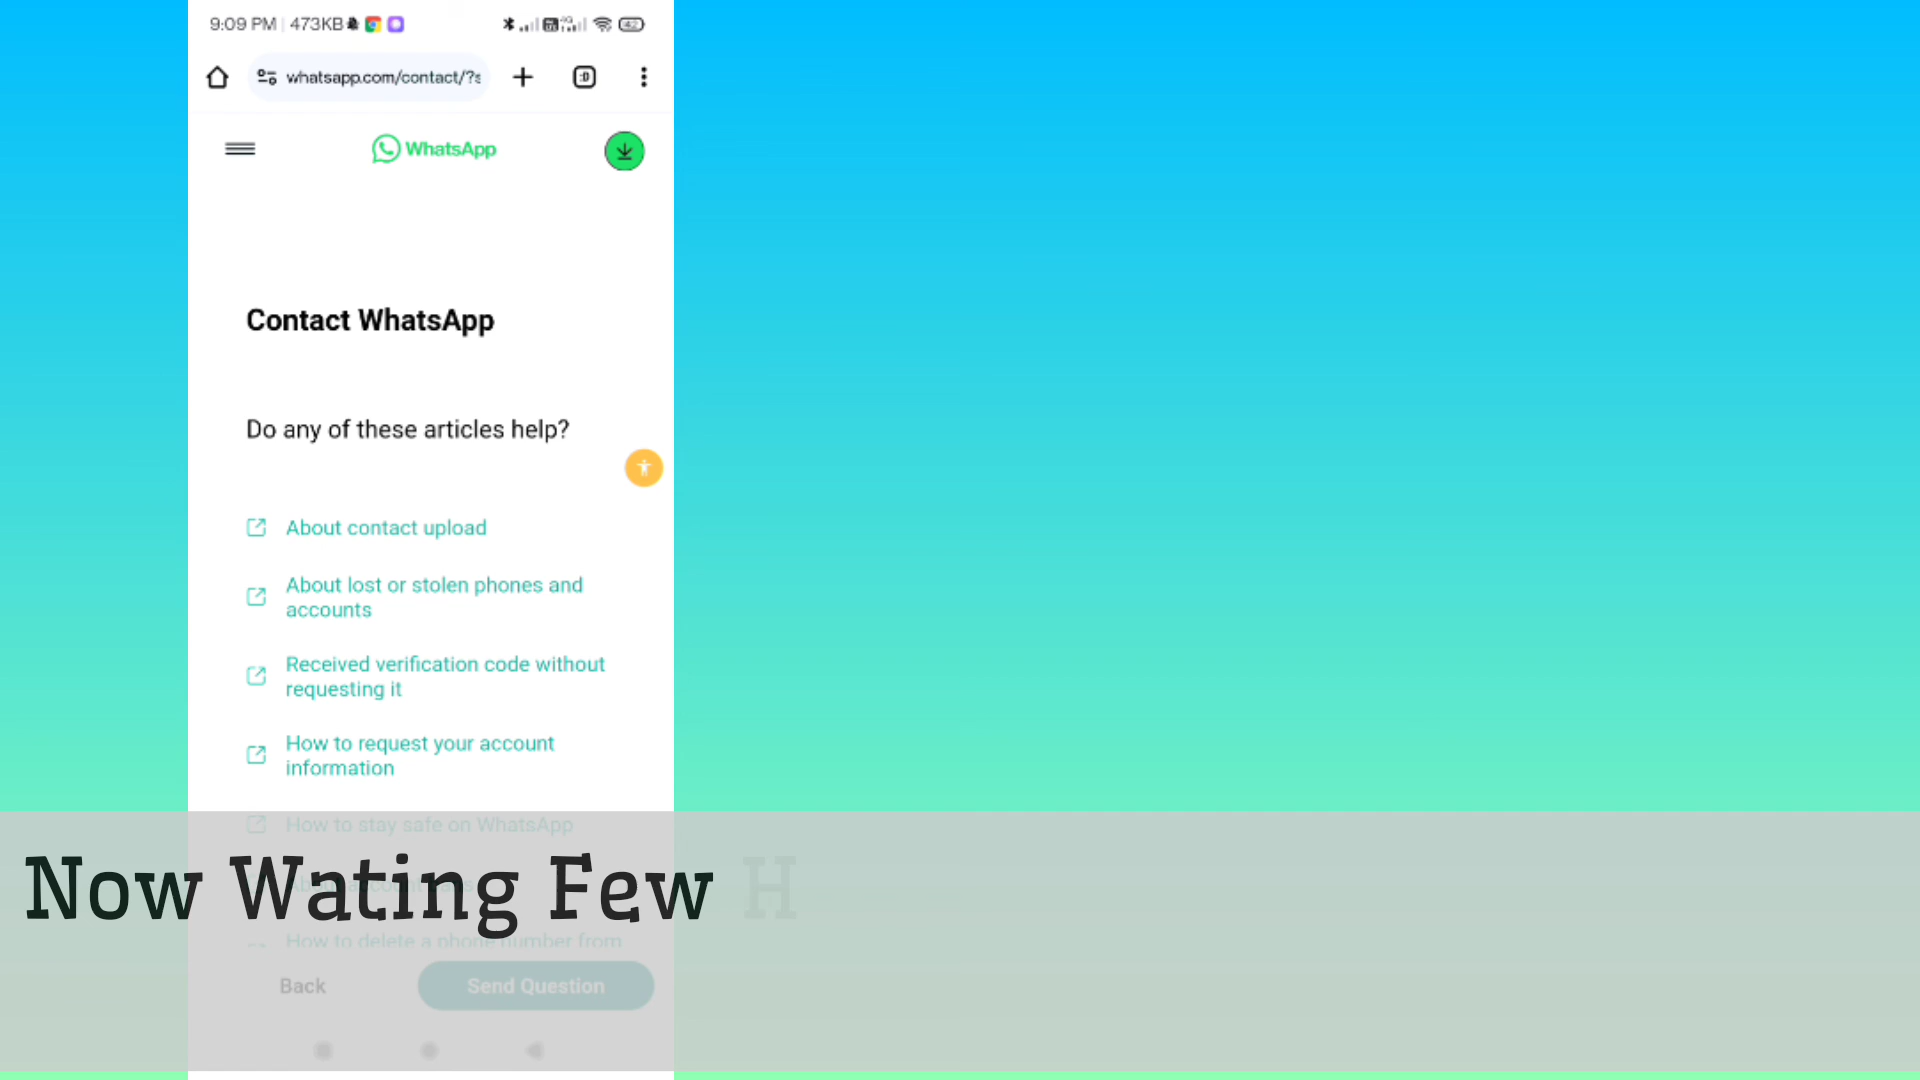 9:09 PM | 473KB
whatsapp.com/contact/?s
:D
WhatsApp
Contact WhatsApp
Do any of these articles help?
About contact upload
About lost or stolen phones and
accounts
Received verification code without
requesting it
How to request your account
information
How to stay safe on WhatsApp
Now Wating Few H
How to delete a phone number from
Back
Send Question